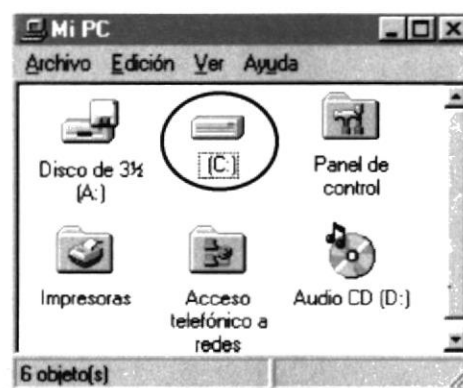 Mi PC
Archivo Edición Ver Ayuda
Disco de 3½
(A:)
(C:)
Panel de
control
Impresoras
Acceso
telefónico a
redes
Audio CD (D:)
6 objeto(s)